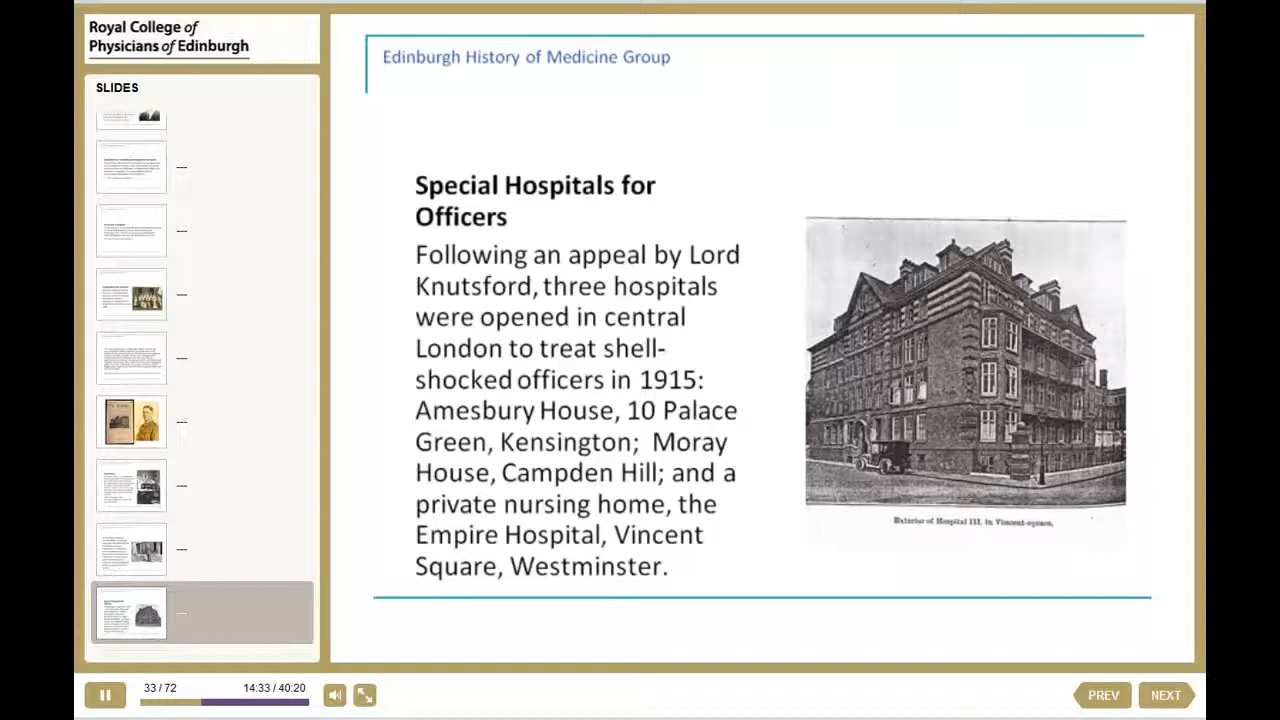 Royal College of
Physicians of Edinburgh
SLIDES
Edinburgh History of Medicine Group
Special Hospitals for
Officers
Following an appeal by Lord
Knutsford, three hospitals
were opened in central
London to treat shell-
shocked officers in 1915:
Amesbury House, 10 Palace
Green, Kensington; Moray
House, Campden Hill; and a
private nursing home, the
Empire Hospital, Vincent
Square, Westminster.
Exterior of Hospital III. in Vincent-square.
33 / 72
14:33 / 40:20
PREV
NEXT